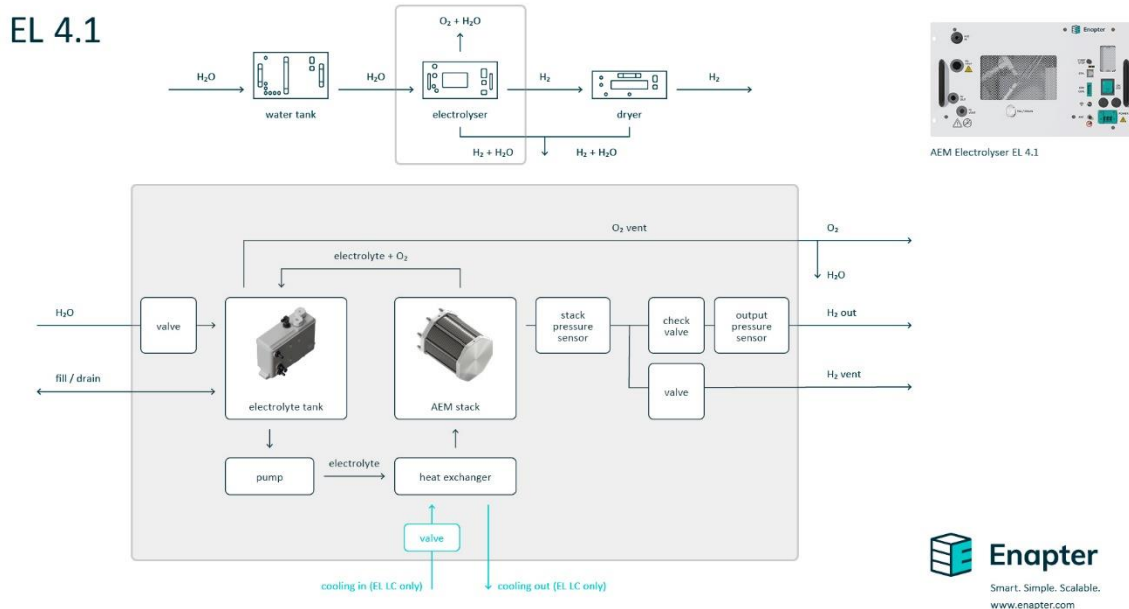 EL 4.1
O₂ + H₂O
H₂O
H₂O
H₂
H₂
water tank
electrolyser
dryer
H₂ + H₂O
H₂ + H₂O
Enapter
AEM Electrolyser EL 4.1
O₂ vent
O₂
electrolyte + O₂
H₂O
H₂O
valve
stack
pressure
sensor
check
valve
output
pressure
sensor
H₂ out
fill / drain
valve
H₂ vent
electrolyte tank
AEM stack
pump
electrolyte
heat exchanger
valve
cooling in (EL LC only)
cooling out (EL LC only)
Enapter
Smart. Simple. Scalable.
www.enapter.com